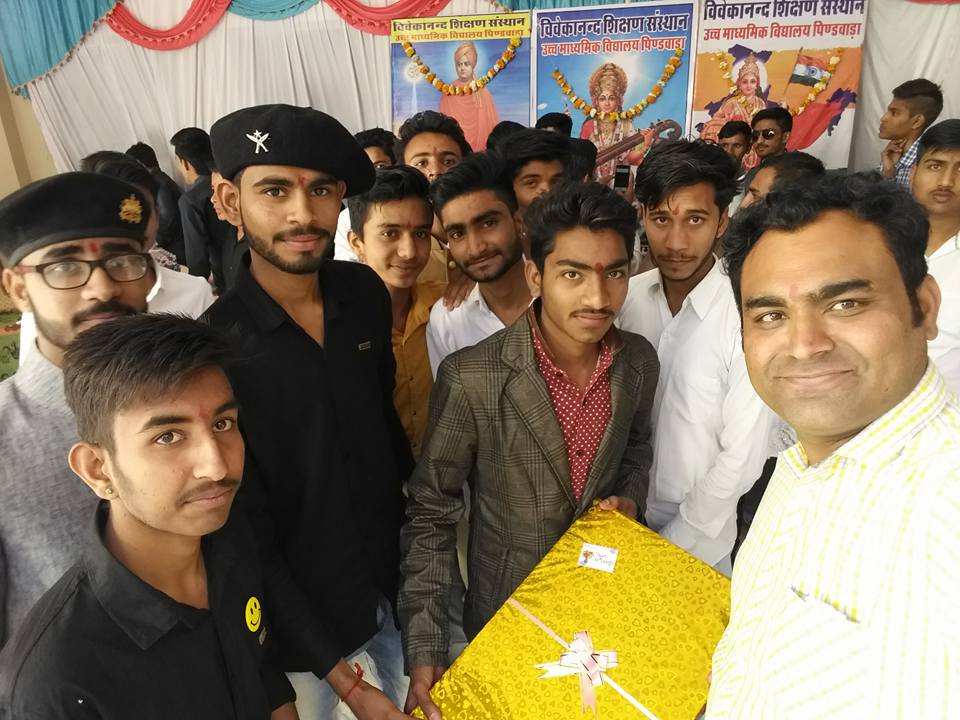 विवेकानन्द शिक्षण संस्थान
उच्च माध्यमिक विद्यालय पिण्डवाड़ा
विवेकानन्द शिक्षण संस्थान
उच्च माध्यमिक विद्यालय पिण्डवाड़ा
विवेकानन्द शिक्षण संस्थान
उच्च माध्यमिक विद्यालय पिण्डवाड़ा